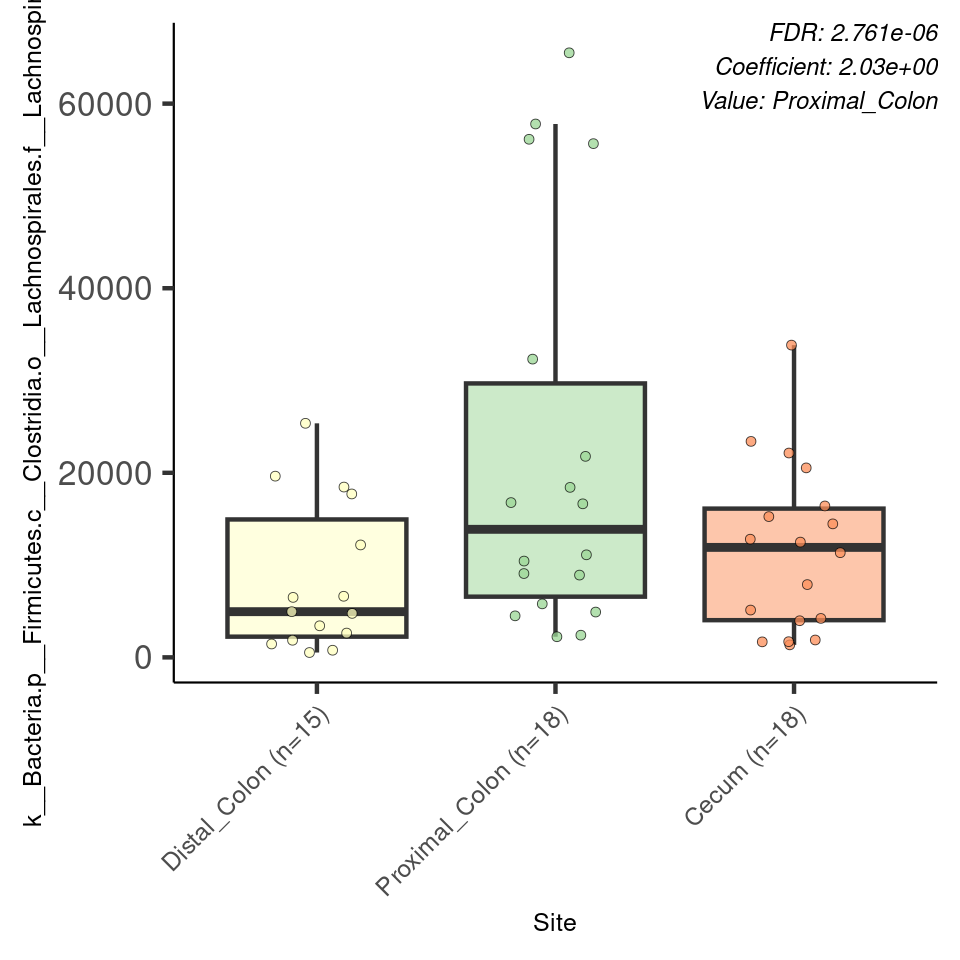 FDR: 2.761e-06
Coefficient: 2.03e+00
Value: Proximal_Colon
k__Bacteria.p__Firmicutes.c__Clostridia.o__Lachnospirales.f__Lachnospir
60000
40000
20000
0
Distal_Colon (n=15)
Proximal_Colon (n=18)
Cecum (n=18)
Site